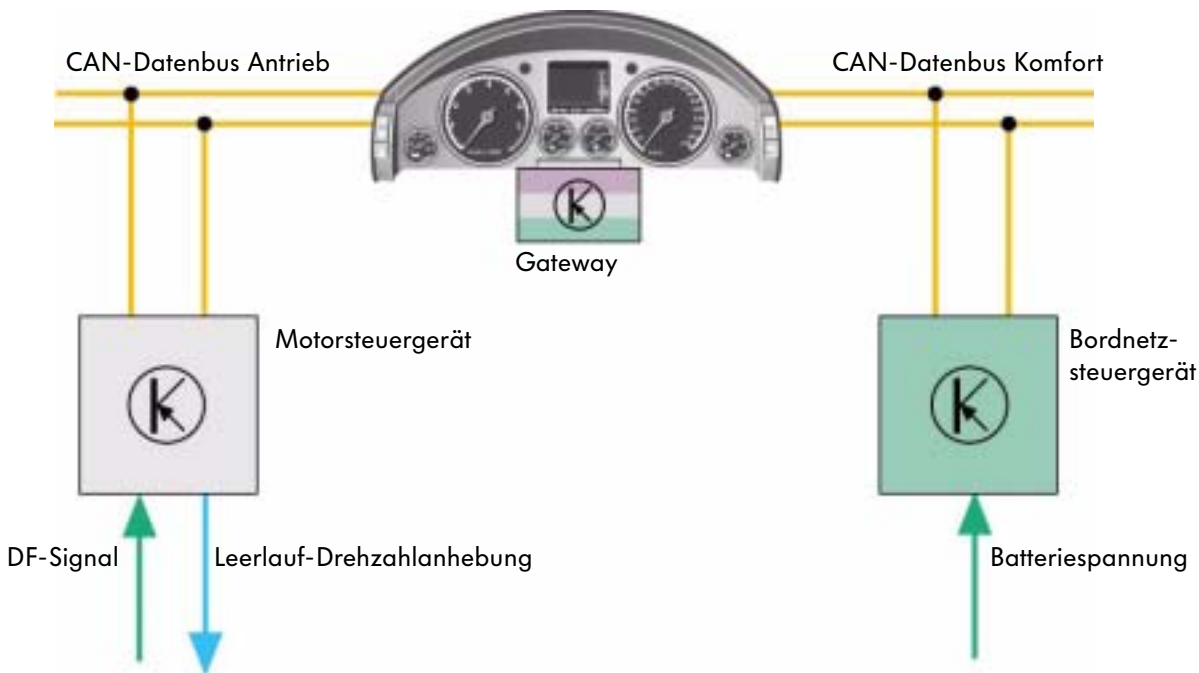 CAN-Datenbus Antrieb
CAN-Datenbus Komfort
Gateway
Motorsteuergerät
Bordnetz-
steuergerät
DF-Signal
Leerlauf-Drehzahlanhebung
Batteriespannung